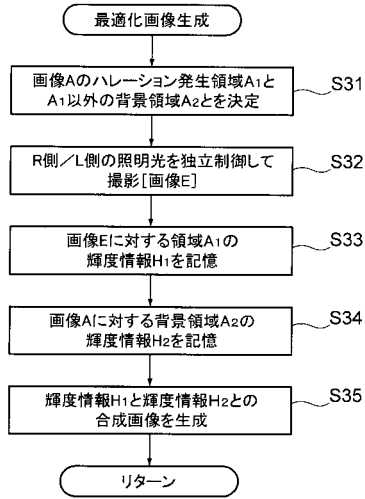 最適化画像生成
画像Aのハレーション発生領域A1と
A1以外の背景領域A2とを決定
S31
R側／L側の照明光を独立制御して
撮影[画像E]
S32
画像Eに対する領域A1の
輝度情報H1を記憶
S33
画像Aに対する背景領域A2の
輝度情報H2を記憶
S34
輝度情報H1と輝度情報H2との
合成画像を生成
S35
リターン